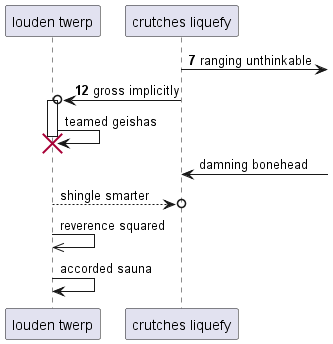 louden twerp
crutches liquefy
7 ranging unthinkable
12 gross implicitly
teamed geishas
damning bonehead
shingle smarter
reverence squared
accorded sauna
louden twerp
crutches liquefy